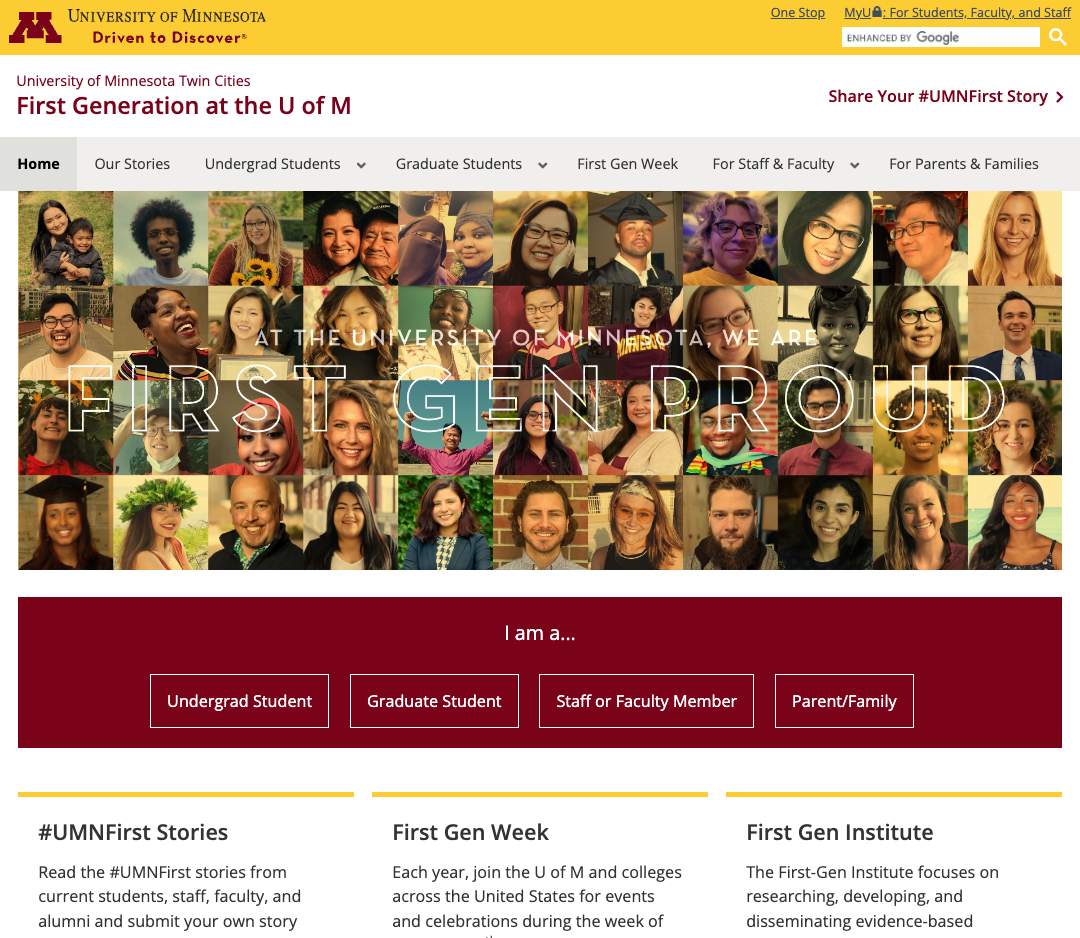 UNIVERSITY OF MINNESOTA
Driven to Discover®
One Stop
MyU: For Students, Faculty, and Staff
ENHANCED BY Google
University of Minnesota Twin Cities
First Generation at the U of M
Share Your #UMNFirst Story
Home
Our Stories
Undergrad Students
Graduate Students
First Gen Week
For Staff & Faculty
For Parents & Families
AT THE UNIVERSITY OF MINNESOTA, WE ARE
FIRST GEN PROUD
I am a...
Undergrad Student
Graduate Student
Staff or Faculty Member
Parent/Family
#UMNFirst Stories
Read the #UMNFirst stories from
current students, staff, faculty, and
alumni and submit your own story
First Gen Week
Each year, join the U of M and colleges
across the United States for events
and celebrations during the week of
First Gen Institute
The First-Gen Institute focuses on
researching, developing, and
disseminating evidence-based